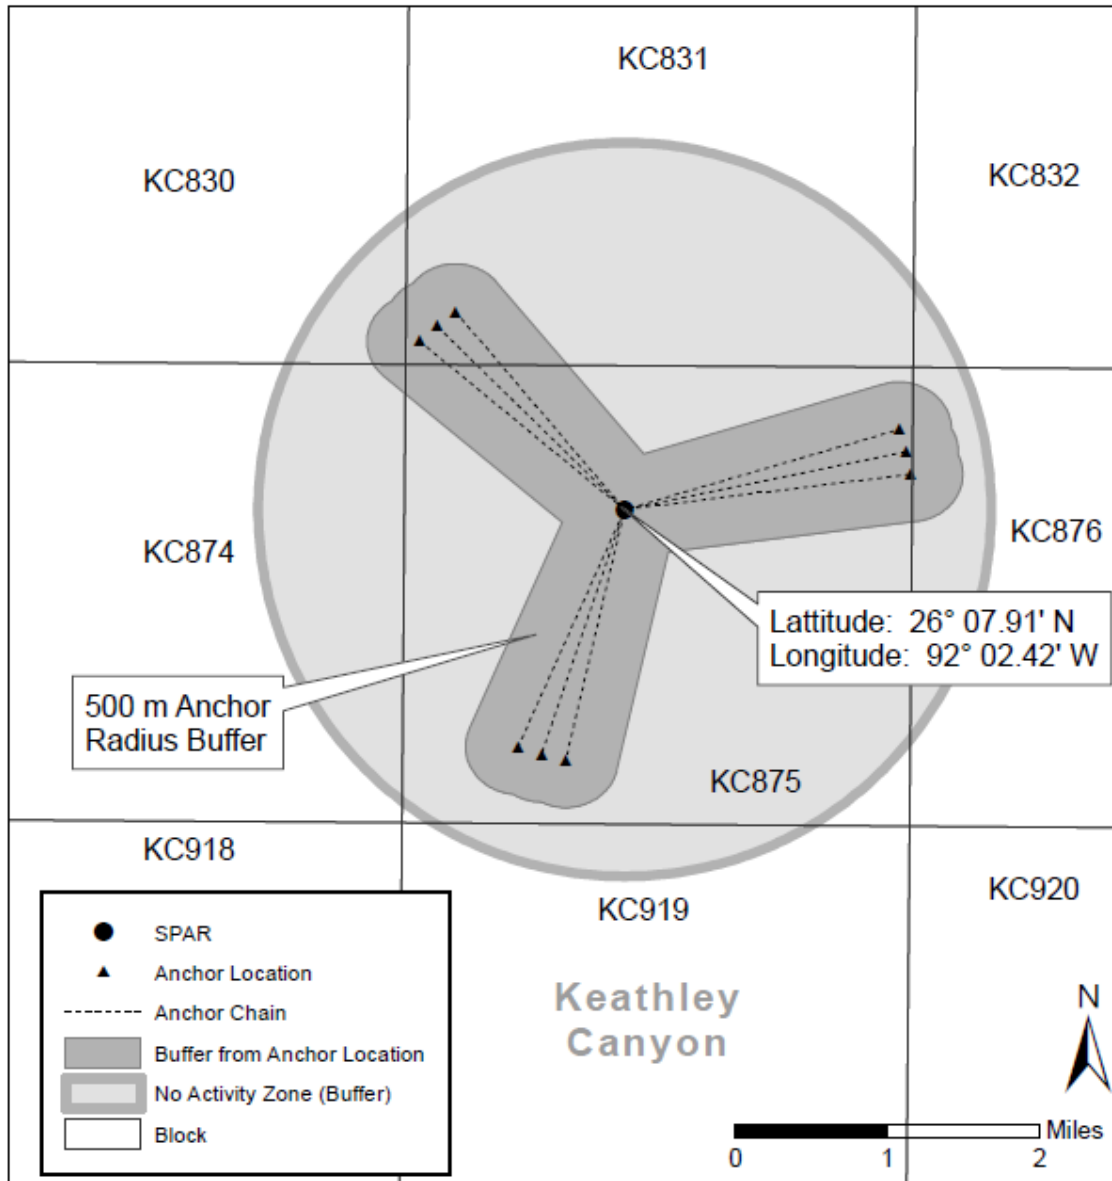 KC831
KC830
KC832
KC874
KC876
Lattitude:  26° 07.91' N
Longitude:  92° 02.42' W
500 m Anchor
Radius Buffer
KC875
KC918
KC920
KC919
SPAR
Anchor Location
Anchor Chain
Buffer from Anchor Location
No Activity Zone (Buffer)
Block
Keathley
Canyon
N
Miles
0 1 2